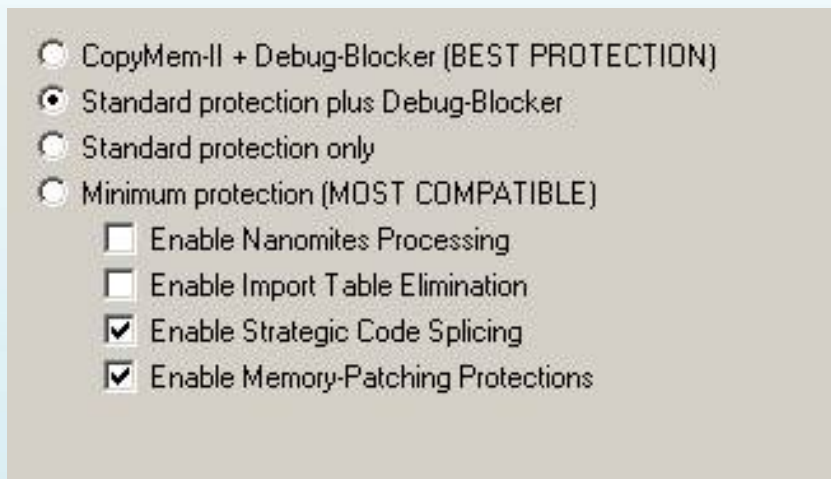 CopyMem-II + Debug-Blocker (BEST PROTECTION)
Standard protection plus Debug-Blocker
Standard protection only
Minimum protection (MOST COMPATIBLE)
Enable Nanomites Processing
Enable Import Table Elimination
Enable Strategic Code Splicing
Enable Memory-Patching Protections